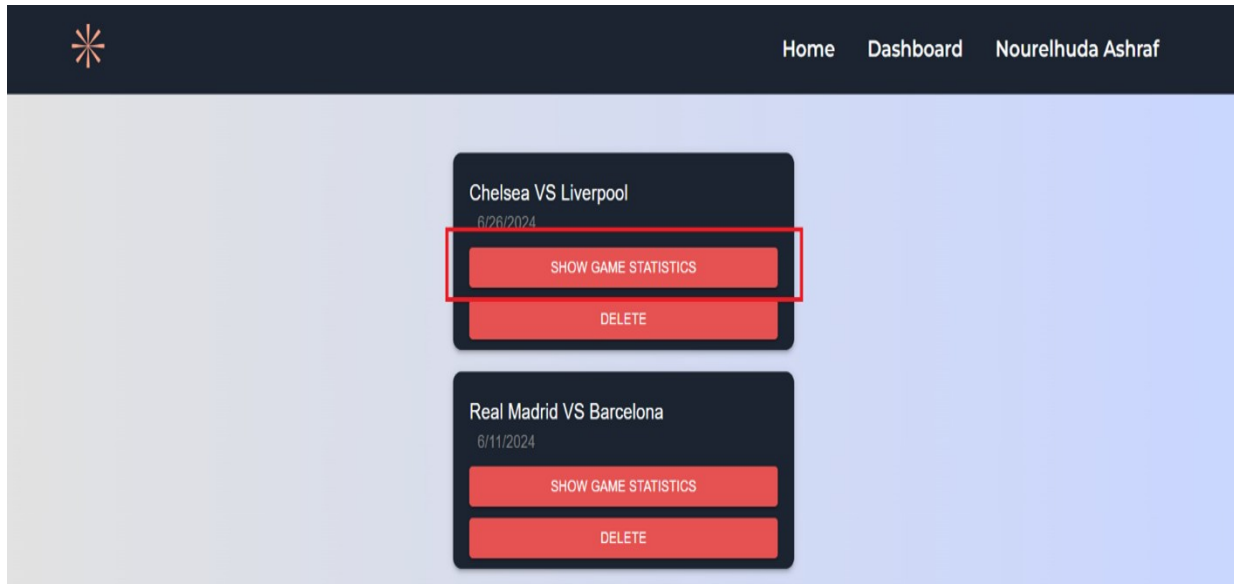 Home Dashboard Nourelhuda Ashraf
Chelsea VS Liverpool
6/26/2024
SHOW GAME STATISTICS
DELETE
Real Madrid VS Barcelona
6/11/2024
SHOW GAME STATISTICS
DELETE